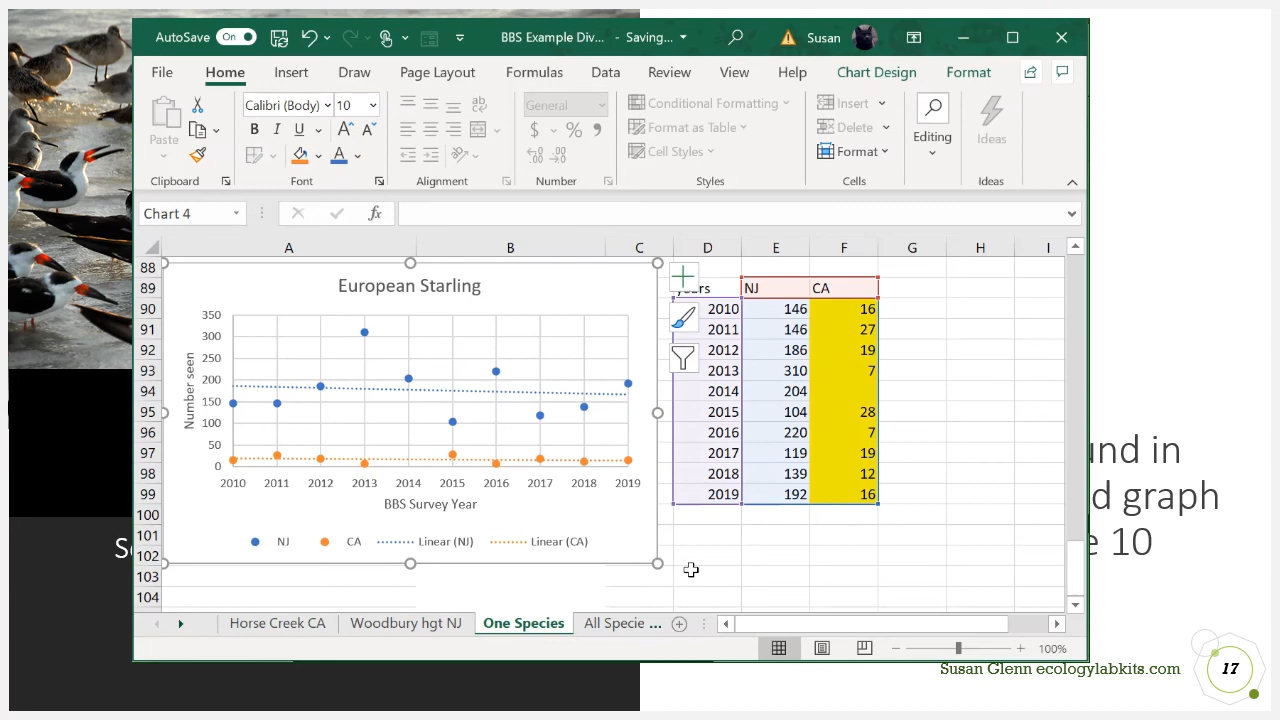 AutoSave On BBS Example Div... - Saving... Susan
File Home Insert Draw Page Layout Formulas Data Review View Help Chart Design Format
Paste
Calibri (Body) 10
B I U A A
ab
General
$ % 9
Conditional Formatting
Format as Table
Cell Styles
Insert
Delete
Format
Editing
Ideas
Clipboard Font Alignment Number Styles Cells Ideas
Chart 4 fx
A B C D E F G H I
88
89 NJ CA
90 2010 146 16
91 2011 146 27
92 2012 186 19
93 2013 310 7
94 2014 204
95 2015 104 28
96 2016 220 7
97 2017 119 19
98 2018 139 12
99 2019 192 16
100
101
102
103
104
European Starling
350
300
250
200
150
100
50
0
Number seen
2010 2011 2012 2013 2014 2015 2016 2017 2018 2019
BBS Survey Year
NJ CA Linear (NJ) Linear (CA)
und in
d graph
e 10
Horse Creek CA Woodbury hgt NJ One Species All Specie ...
100%
Susan Glenn ecologylabkits.com
17